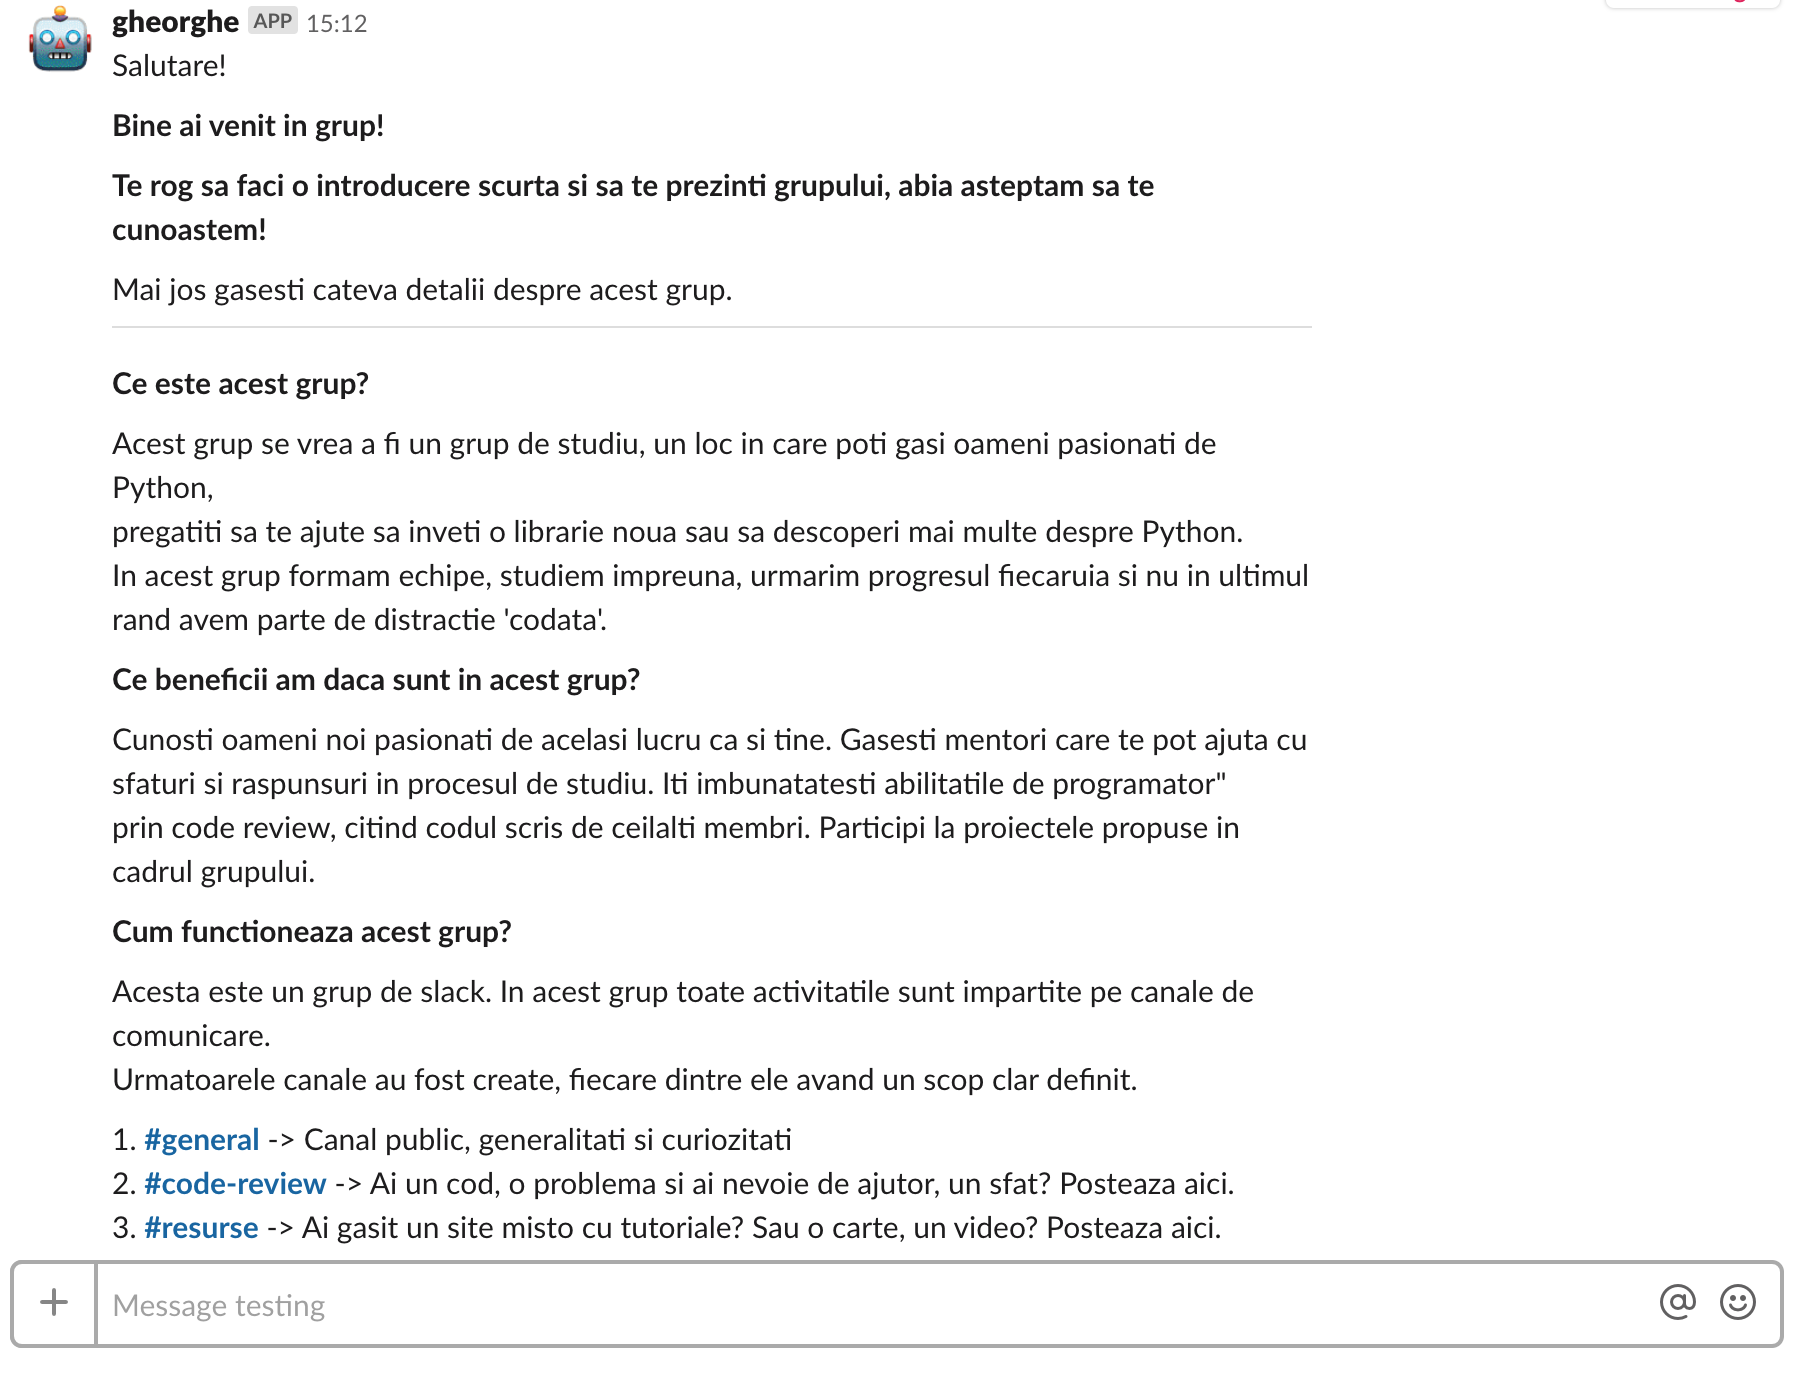 gheorghe APP 15:12
Salutare!
Bine ai venit in grup!
Te rog sa faci o introducere scurta si sa te prezinti grupului, abia asteptam sa te
cunoastem!
Mai jos gasesti cateva detalii despre acest grup.
Ce este acest grup?
Acest grup se vrea a fi un grup de studiu, un loc in care poti gasi oameni pasionati de
Python,
pregatiti sa te ajute sa inveti o librarie noua sau sa descoperi mai multe despre Python.
In acest grup formam echipe, studiem impreuna, urmarim progresul fiecaruia si nu in ultimul
rand avem parte de distractie 'codata'.
Ce beneficii am daca sunt in acest grup?
Cunosti oameni noi pasionati de acelasi lucru ca si tine. Gasesti mentori care te pot ajuta cu
sfaturi si raspunsuri in procesul de studiu. Iti imbunatatesti abilitatile de programator"
prin code review, citind codul scris de ceilalti membri. Participi la proiectele propuse in
cadrul grupului.
Cum functioneaza acest grup?
Acesta este un grup de slack. In acest grup toate activitatile sunt impartite pe canale de
comunicare.
Urmatoarele canale au fost create, fiecare dintre ele avand un scop clar definit.
1. #general -> Canal public, generalitati si curiozitati
2. #code-review -> Ai un cod, o problema si ai nevoie de ajutor, un sfat? Posteaza aici.
3. #resurse -> Ai gasit un site misto cu tutoriale? Sau o carte, un video? Posteaza aici.
Message testing